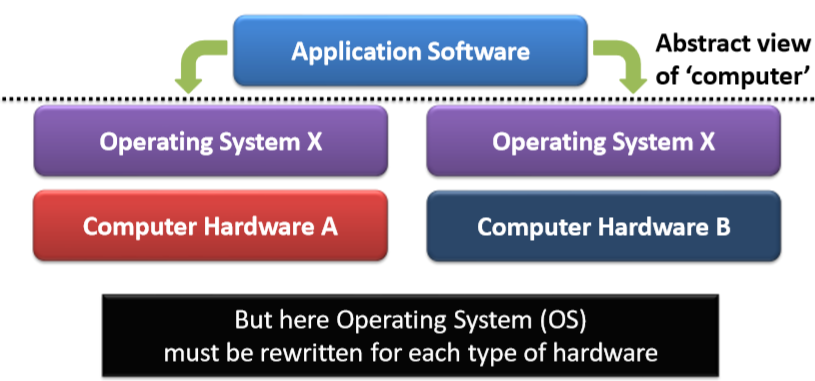 Application Software
Abstract view
of ‘computer’
Operating System X
Operating System X
Computer Hardware A
Computer Hardware B
But here Operating System (OS)
must be rewritten for each type of hardware